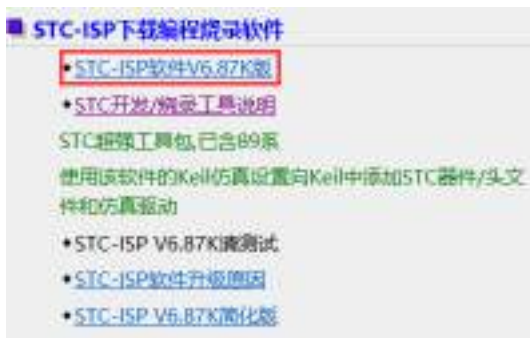 STC-ISP下载编程烧录软件
STC-ISP软件V6.87K版
STC开发/烧录工具说明
STC超强工具包,已含89系
使用该软件的Keil仿真设置向Keil中添加STC器件/头文
件和仿真驱动
STC-ISP V6.87K请测试
STC-ISP软件升级原因
STC-ISP V6.87K简化版